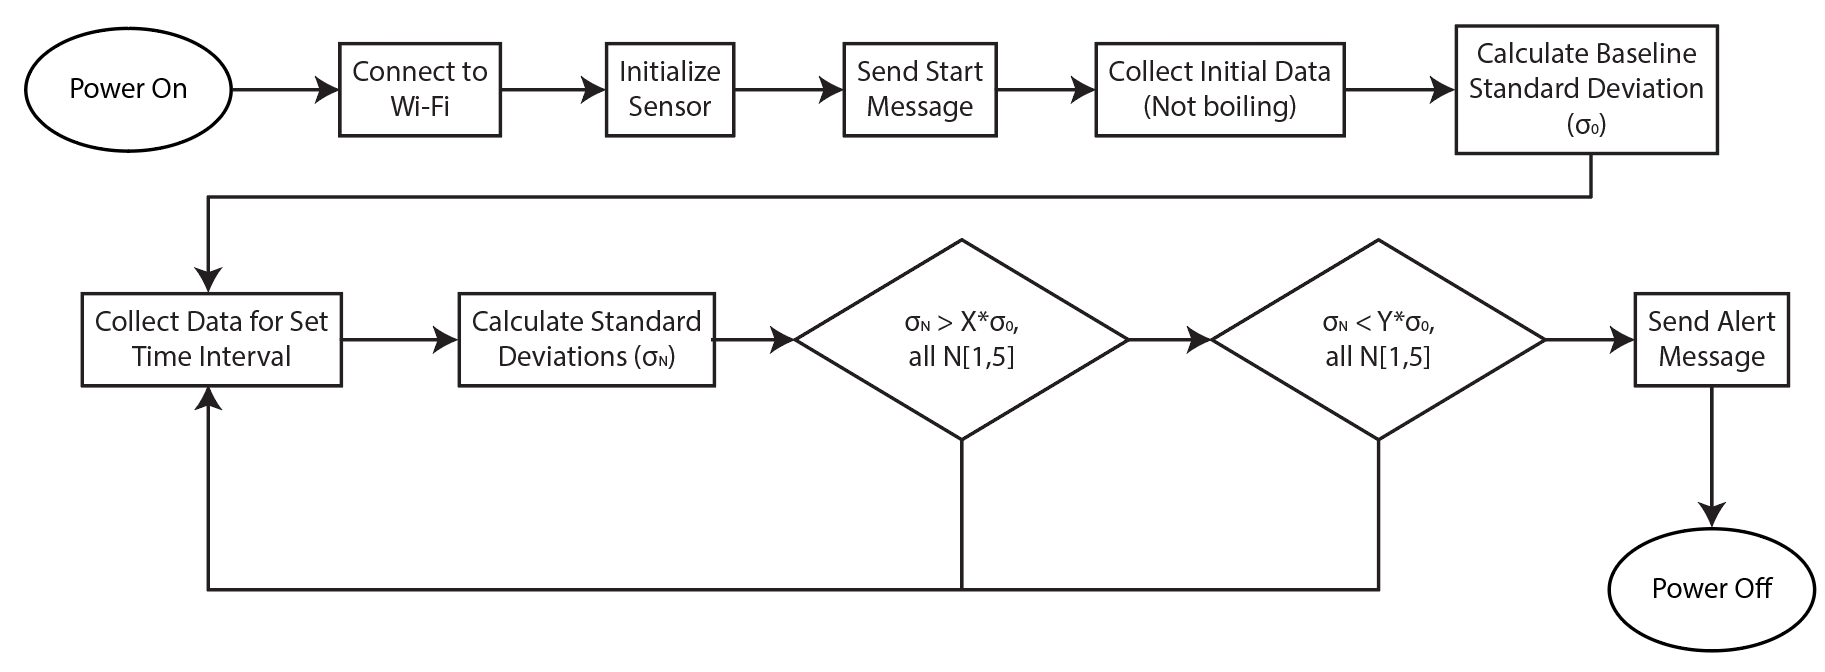 Power On
Connect to
Wi-Fi
Initialize
Sensor
Send Start
Message
Collect Initial Data
(Not boiling)
Calculate Baseline
Standard Deviation
(σ₀)
Collect Data for Set
Time Interval
Calculate Standard
Deviations (σN)
σN > X*σ₀,
all N[1,5]
σN < Y*σ₀,
all N[1,5]
Send Alert
Message
Power Off